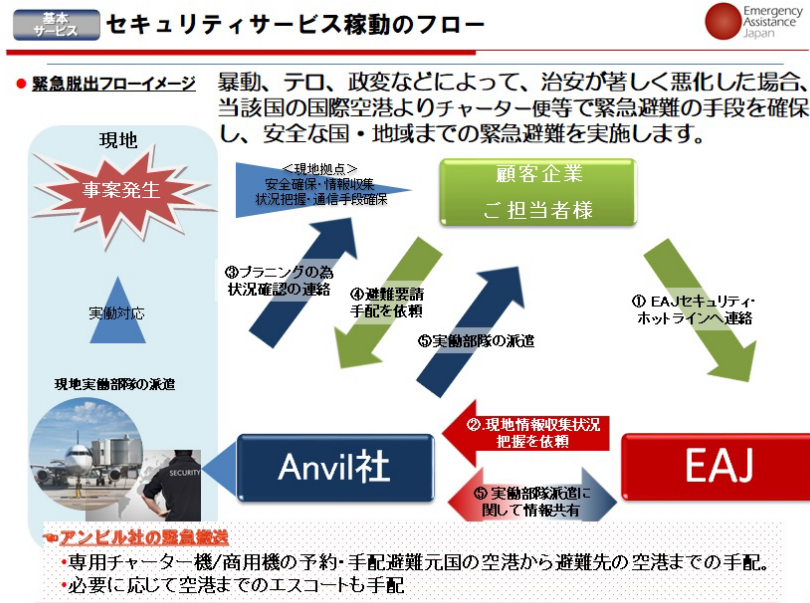 基本
サービス
セキュリティサービス稼動のフロー
Emergency
Assistance
Japan
● 緊急脱出フローイメージ
暴動、テロ、政変などによって、治安が著しく悪化した場合、
当該国の国際空港よりチャーター便等で緊急避難の手段を確保
し、安全な国・地域までの緊急避難を実施します。
現地
事案発生
<現地拠点>
安全確保・情報収集
状況把握・通信手段確保
顧客企業
ご担当者様
③プラニングの為
状況確認の連絡
④避難要請
手配を依頼
⑤実働部隊の派遣
① EAJセキュリティ・
ホットラインへ連絡
実働対応
現地実働部隊の派遣
SECURITY
Anvil社
②.現地情報収集状況
把握を依頼
EAJ
⑤ 実働部隊派遣に
関して情報共有
☜アンビル社の緊急搬送
・専用チャーター機/商用機の予約・手配避難元国の空港から避難先の空港までの手配。
・必要に応じて空港までのエスコートも手配